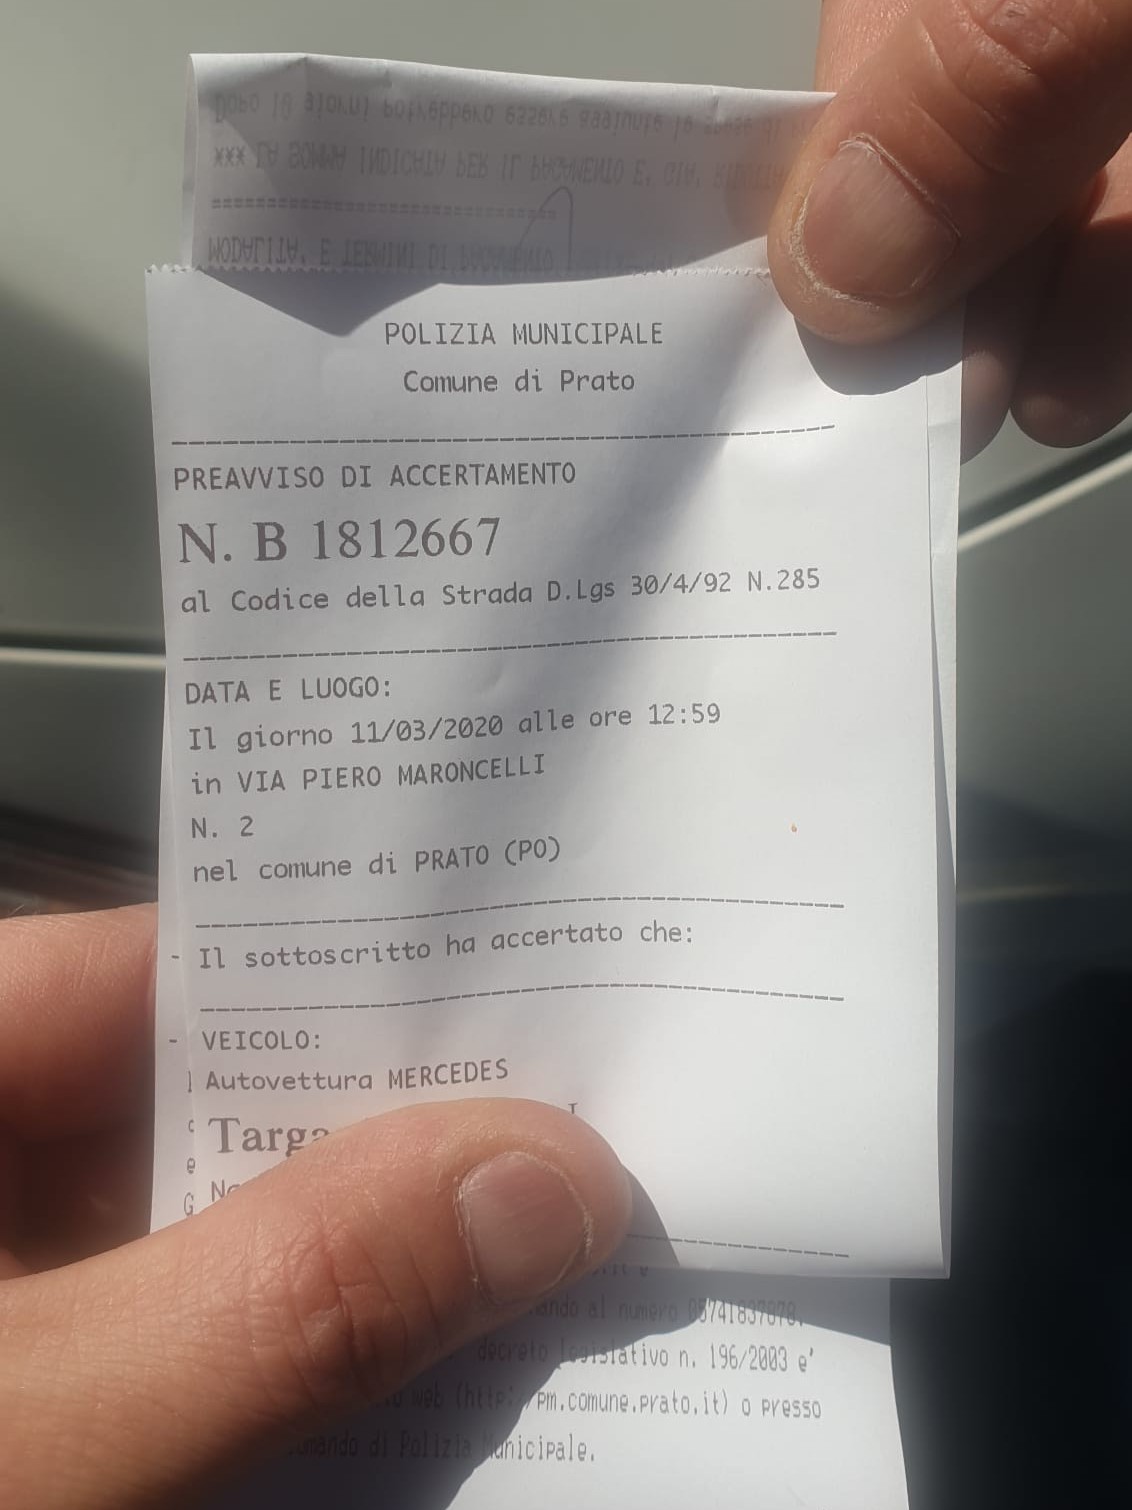 POLIZIA MUNICIPALE
Comune di Prato
PREAVVISO DI ACCERTAMENTO
N. B 1812667
al Codice della Strada D.Lgs 30/4/92 N.285
DATA E LUOGO:
Il giorno 11/03/2020 alle ore 12:59
in VIA PIERO MARONCELLI
N. 2
nel comune di PRATO (PO)
- Il sottoscritto ha accertato che:
- VEICOLO:
Autovettura MERCEDES
Targa
al numero
decreto legislativo n. 196/2003 e'
web (http://pm.comune.prato.it) o presso
di Polizia Municipale.